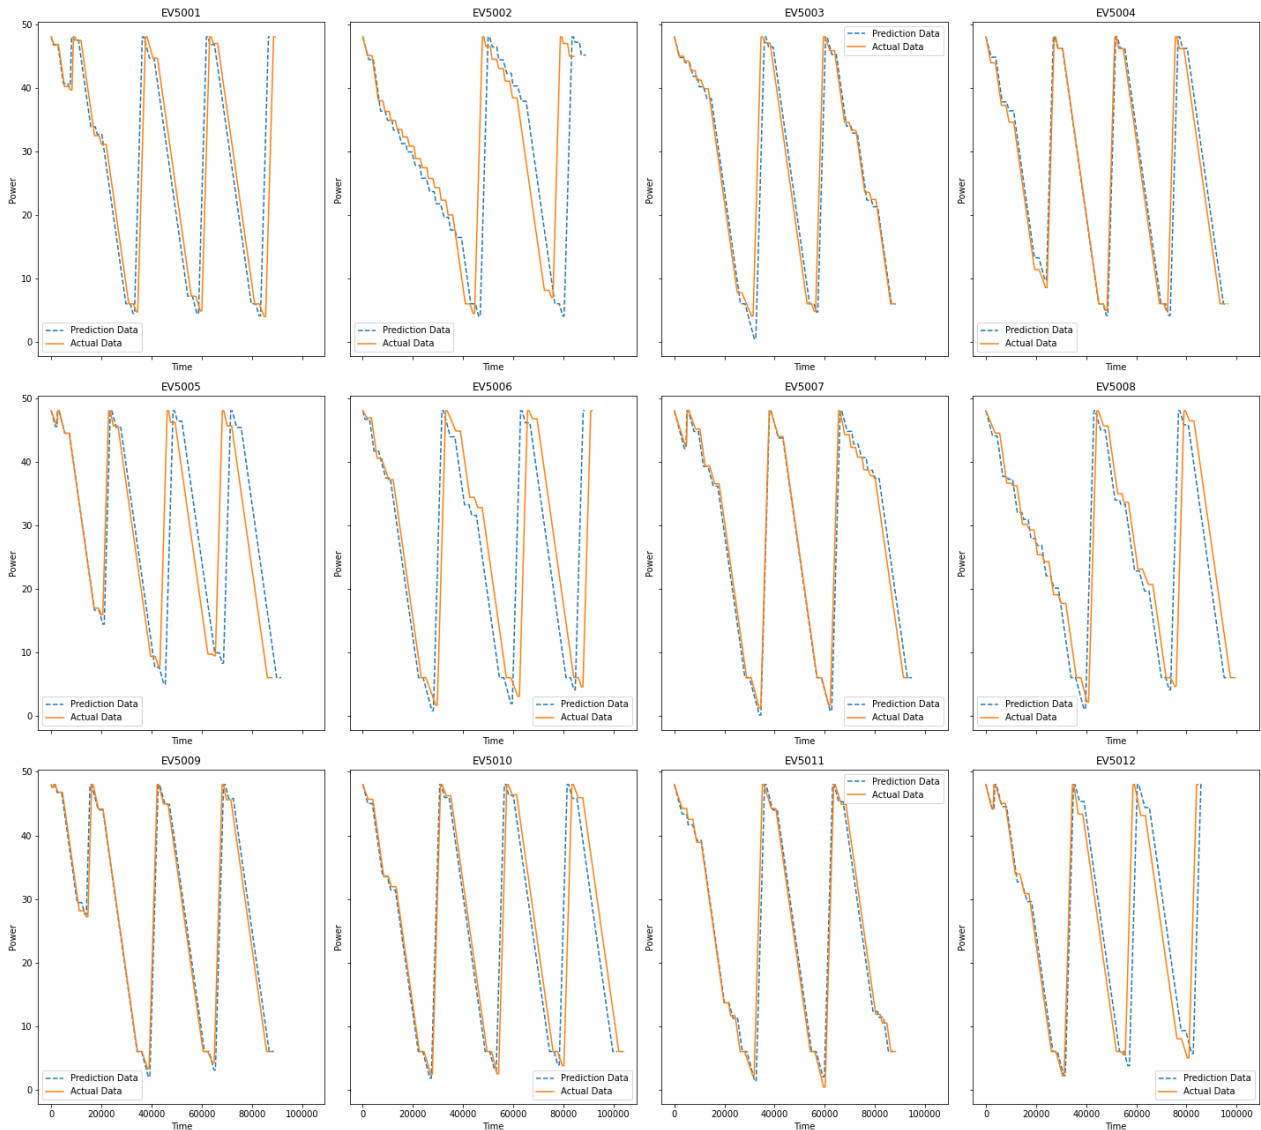 EV5001
EV5002
EV5003
EV5004
50
40
30
20
10
0
Power
Power
Power
Power
Prediction Data
Actual Data
Prediction Data
Actual Data
Prediction Data
Actual Data
Prediction Data
Actual Data
Time
Time
Time
Time
EV5005
EV5006
EV5007
EV5008
50
40
30
20
10
0
Power
Power
Power
Power
Prediction Data
Actual Data
Prediction Data
Actual Data
Prediction Data
Actual Data
Prediction Data
Actual Data
Time
Time
Time
Time
EV5009
EV5010
EV5011
EV5012
50
40
30
20
10
0
Power
Power
Power
Power
Prediction Data
Actual Data
Prediction Data
Actual Data
Prediction Data
Actual Data
Prediction Data
Actual Data
0 20000 40000 60000 80000 100000
0 20000 40000 60000 80000 100000
0 20000 40000 60000 80000 100000
0 20000 40000 60000 80000 100000
Time
Time
Time
Time